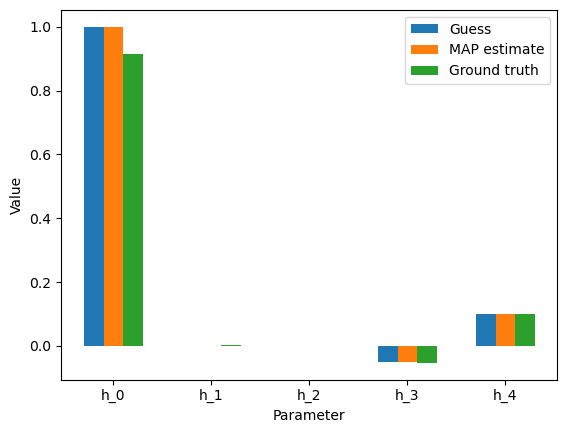 1.0
0.8
0.6
0.4
0.2
0.0
Value
Guess
MAP estimate
Ground truth
h_0
h_1
h_2
h_3
h_4
Parameter